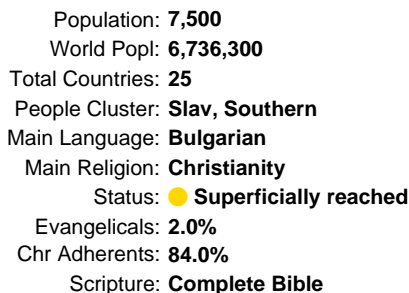 Population: 7,500
World Popl: 6,736,300
Total Countries: 25
People Cluster: Slav, Southern
Main Language: Bulgarian
Main Religion: Christianity
Status: Superficially reached
Evangelicals: 2.0%
Chr Adherents: 84.0%
Scripture: Complete Bible